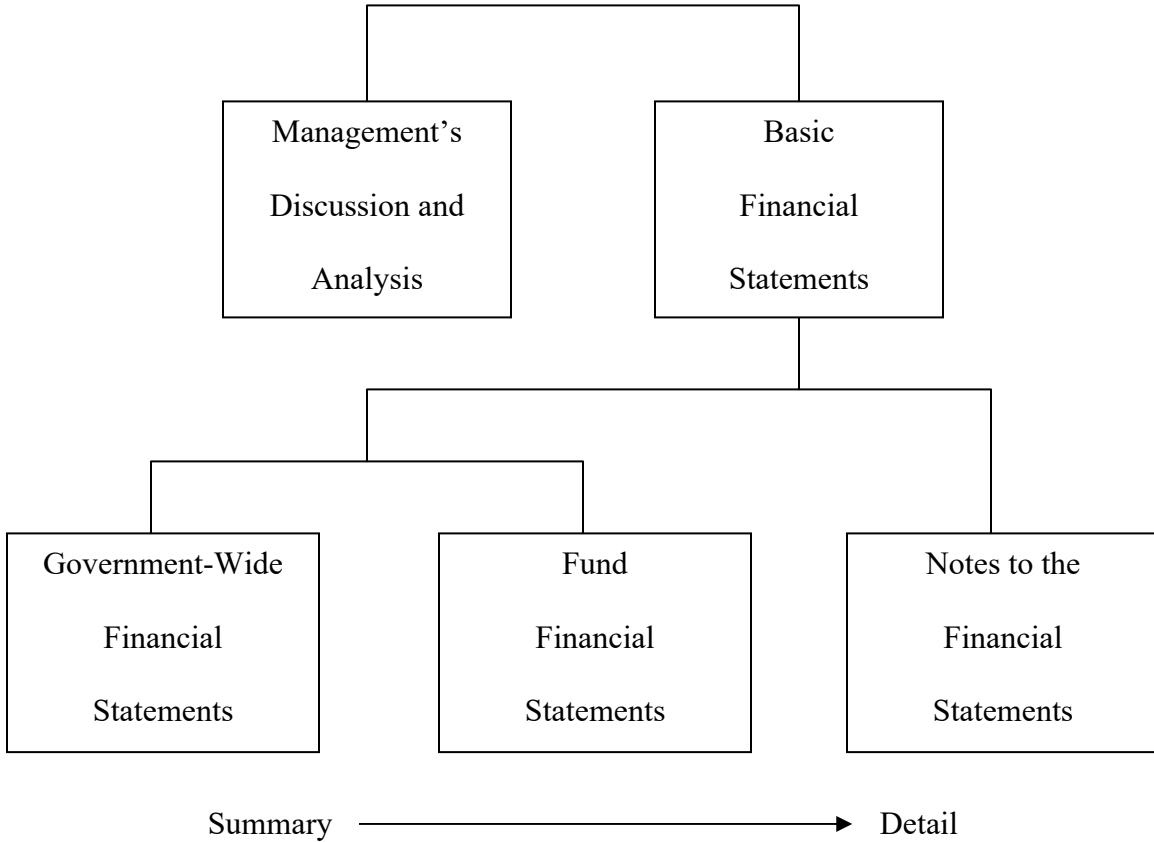 Management’s
Discussion and
Analysis
Basic
Financial
Statements
Government-Wide
Financial
Statements
Fund
Financial
Statements
Notes to the
Financial
Statements
Summary
Detail